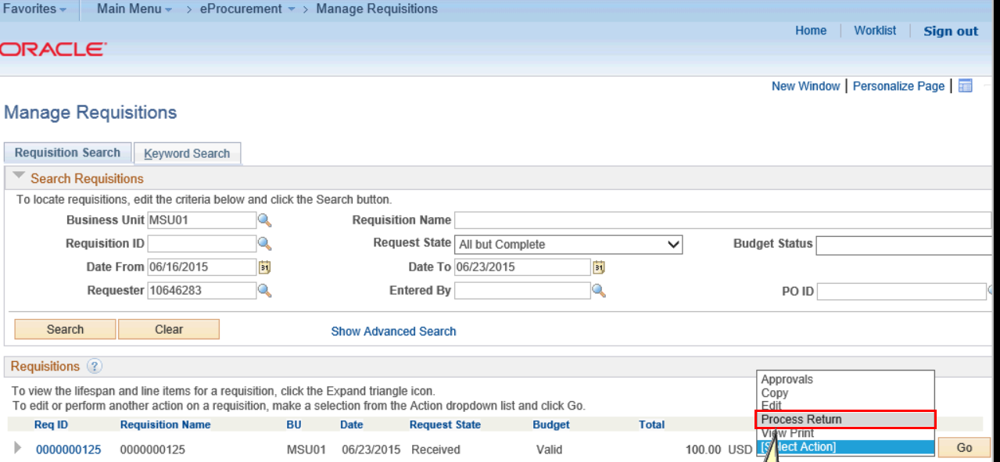 Favorites Main Menu > eProcurement > Manage Requisitions
Home Worklist Sign out
ORACLE
New Window | Personalize Page |
Manage Requisitions
Requisition Search Keyword Search
Search Requisitions
To locate requisitions, edit the criteria below and click the Search button.
Business Unit MSU01 Requisition Name
Requisition ID Request State All but Complete Budget Status
Date From 06/16/2015 31 Date To 06/23/2015 31
Requester 10646283 Entered By PO ID
Search Clear Show Advanced Search
Requisitions ?
To view the lifespan and line items for a requisition, click the Expand triangle icon.
To edit or perform another action on a requisition, make a selection from the Action dropdown list and click Go.
Approvals
Copy
Edit
Process Return
View Print
[Select Action]
Req ID Requisition Name BU Date Request State Budget Total
0000000125 0000000125 MSU01 06/23/2015 Received Valid 100.00 USD Go